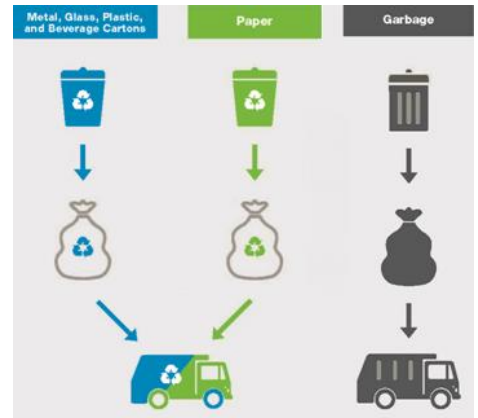 Metal, Glass, Plastic,
and Beverage Cartons
Paper
Garbage